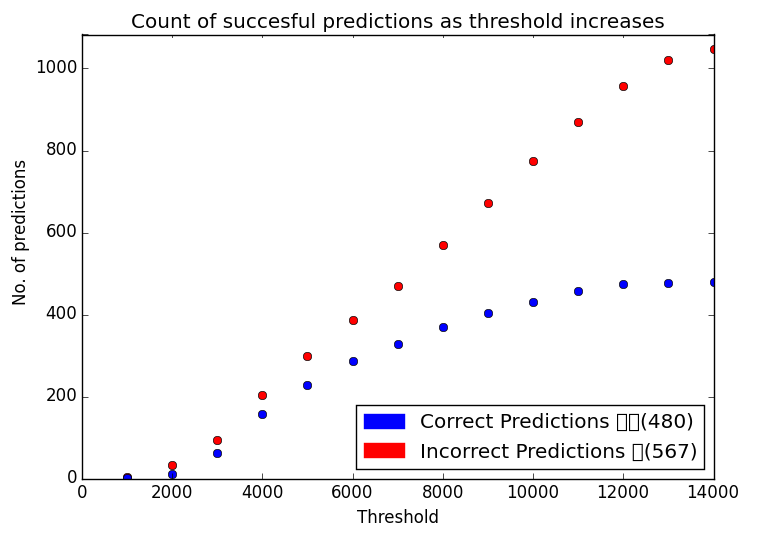 Count of succesful predictions as threshold increases
1000
800
600
400
200
0
No. of predictions
0 2000 4000 6000 8000 10000 12000 14000
Threshold
Correct Predictions (480)
Incorrect Predictions (567)